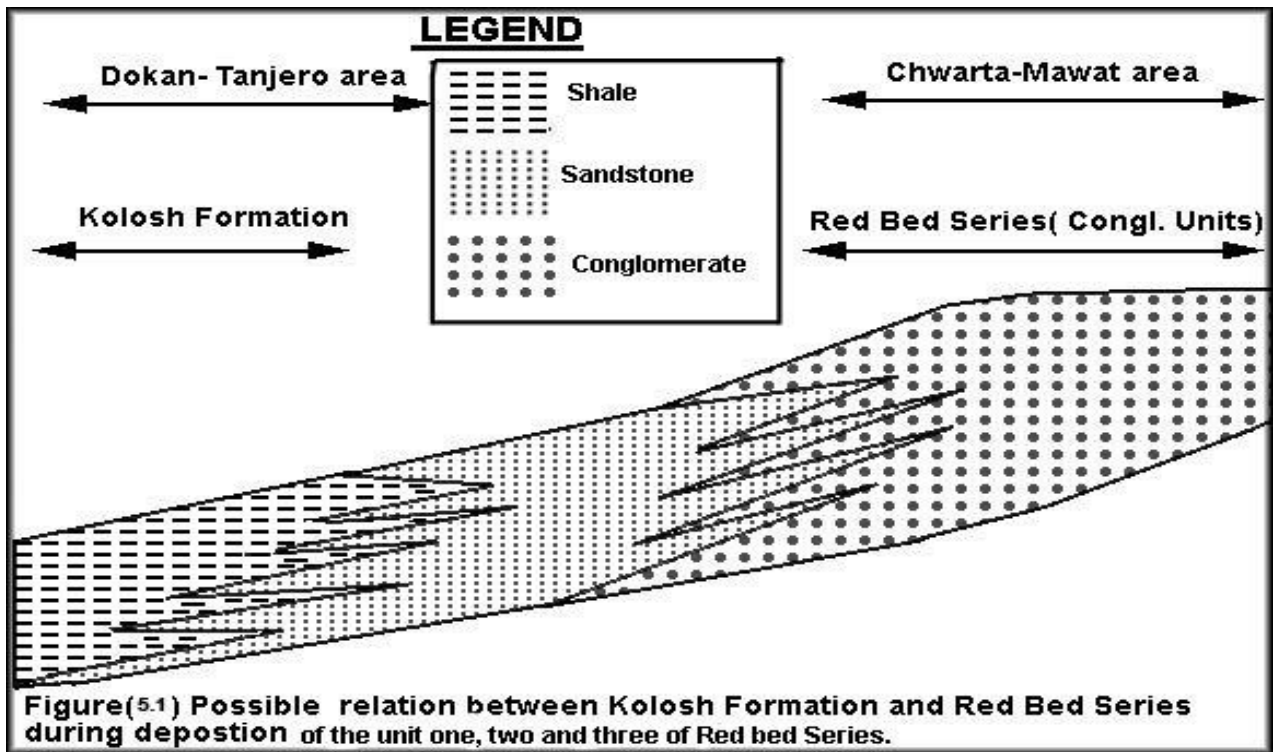 LEGEND
Dokan- Tanjero area
Chwarta-Mawat area
Shale
Sandstone
Kolosh Formation
Red Bed Series( Congl. Units)
Conglomerate
Figure(5.1) Possible relation between Kolosh Formation and Red Bed Series
during depostion of the unit one, two and three of Red bed Series.